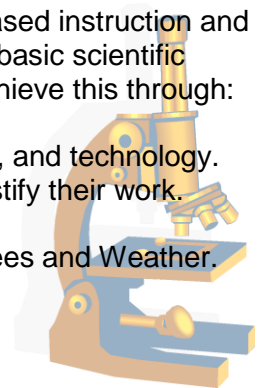 ased instruction and
basic scientific
hieve this through:
, and technology.
stify their work.
ees and Weather.